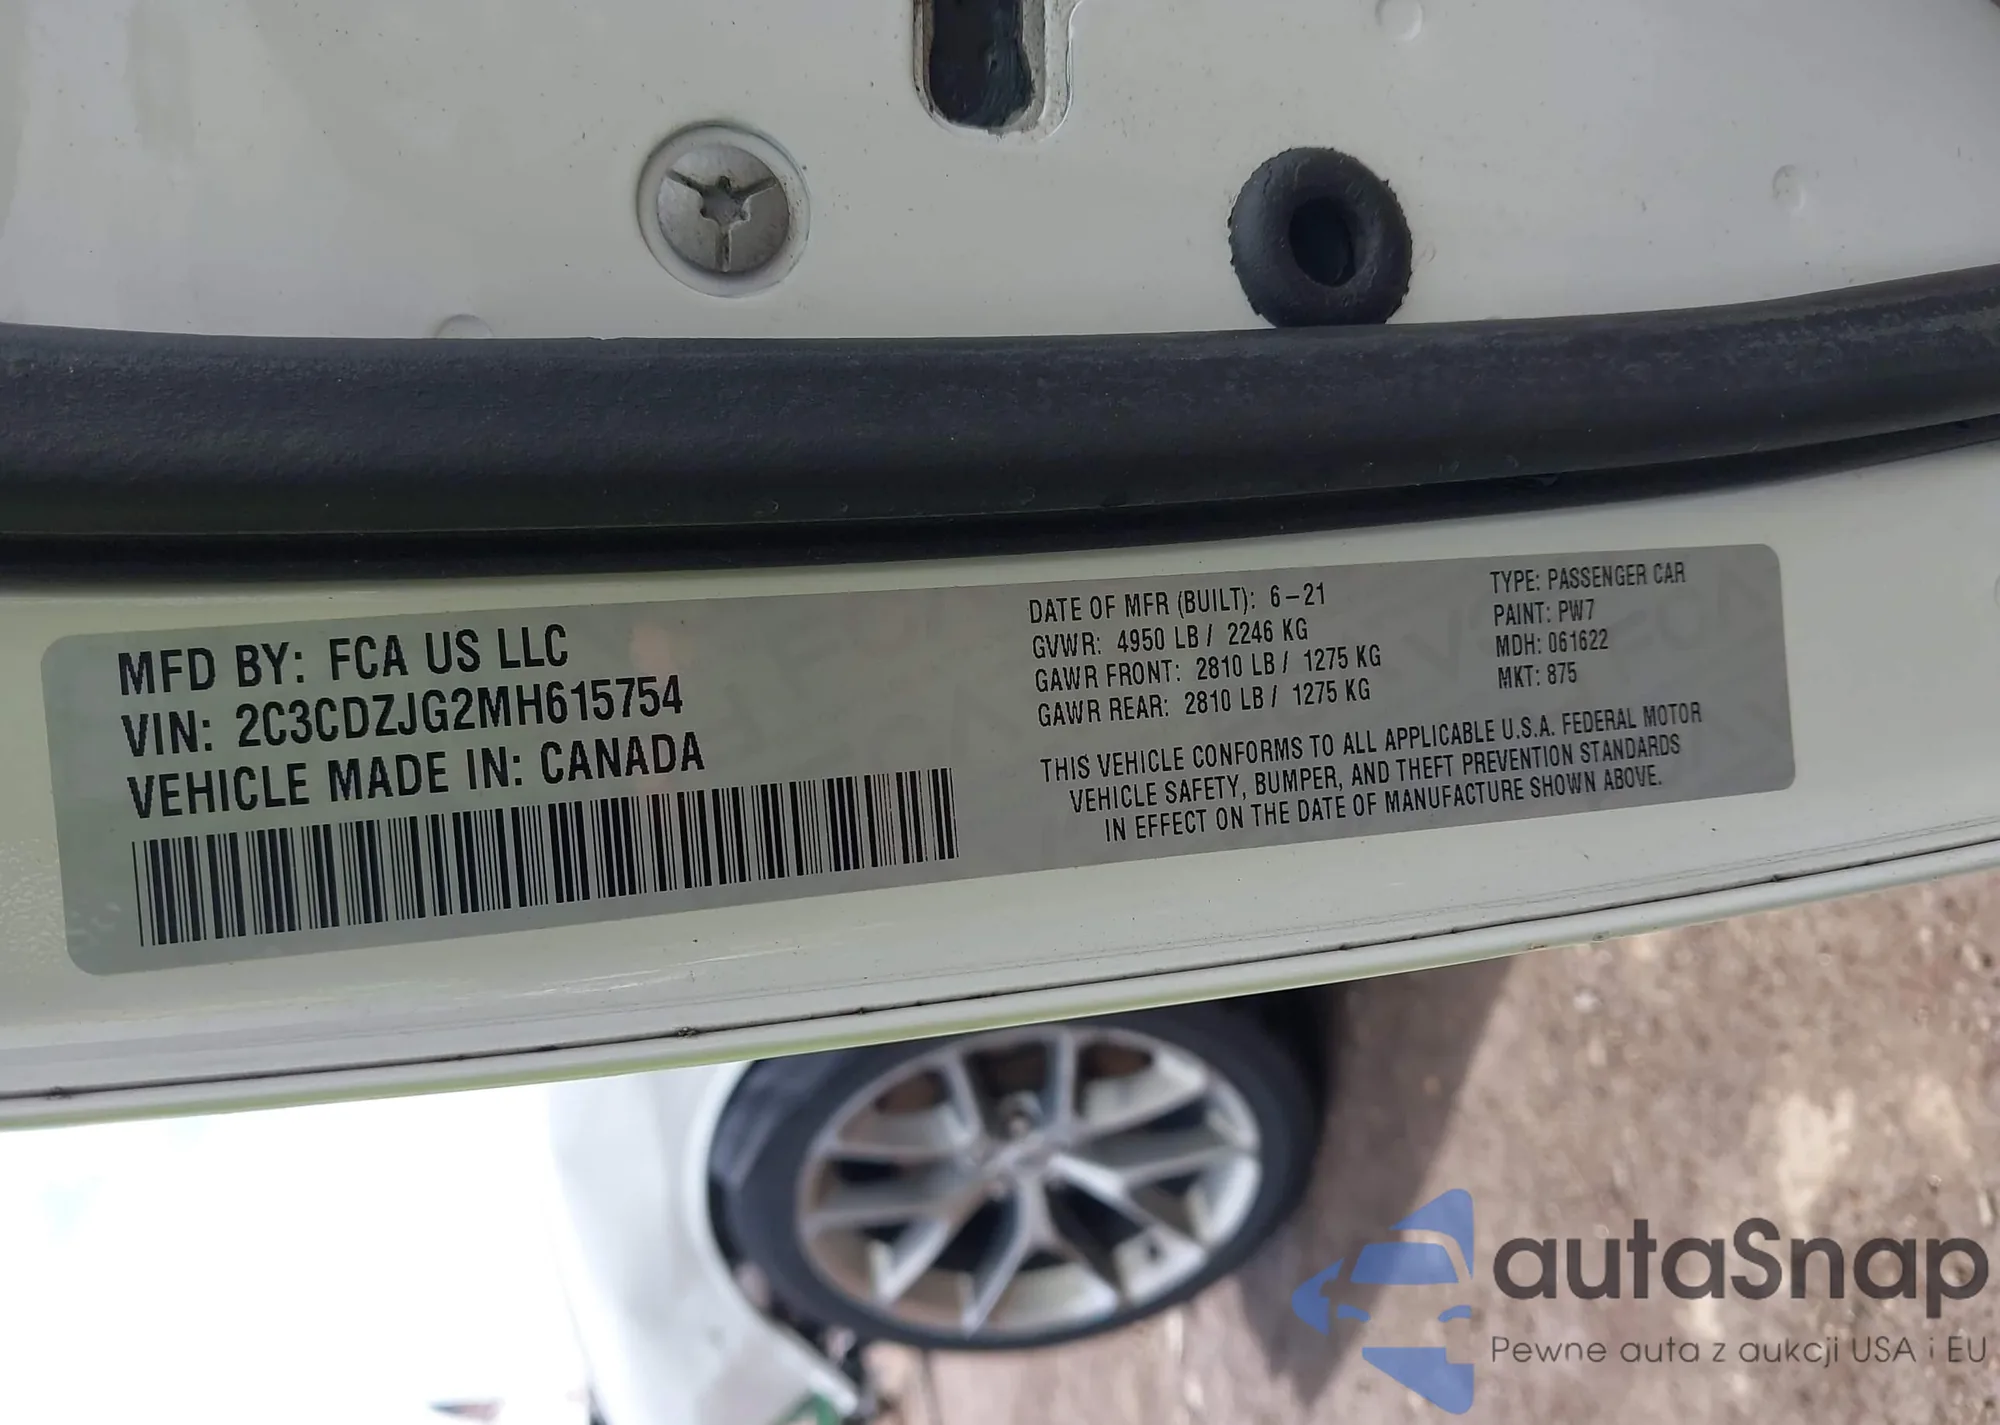 MFD BY: FCA US LLC
VIN: 2C3CDZJG2MH615754
VEHICLE MADE IN: CANADA
DATE OF MFR (BUILT): 6-21
GVWR: 4950 LB / 2246 KG
GAWR FRONT: 2810 LB / 1275 KG
GAWR REAR: 2810 LB / 1275 KG
TYPE: PASSENGER CAR
PAINT: PW7
MDH: 061622
MKT: 875
THIS VEHICLE CONFORMS TO ALL APPLICABLE U.S.A. FEDERAL MOTOR
VEHICLE SAFETY, BUMPER, AND THEFT PREVENTION STANDARDS
IN EFFECT ON THE DATE OF MANUFACTURE SHOWN ABOVE.
autaSnap
Pewne auta z aukcji USA i EU